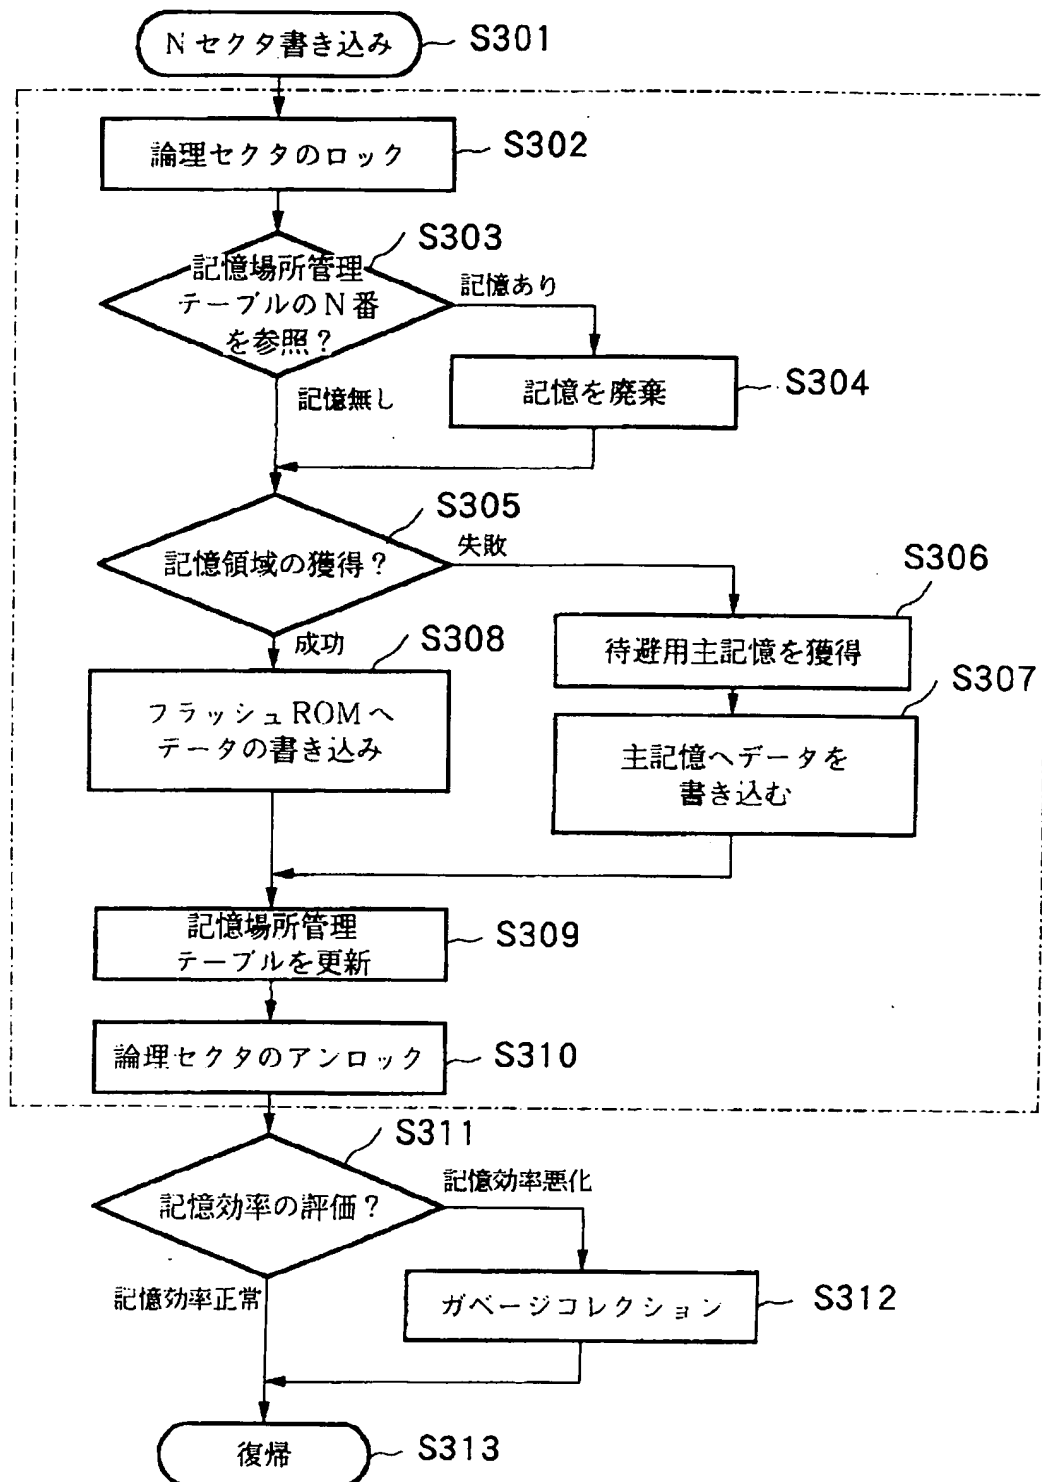 Nセクタ書き込み
S301
論理セクタのロック
S302
S303
記憶場所管理
テーブルのN番
を参照？
記憶あり
記憶を廃棄
S304
記憶無し
S305
記憶領域の獲得？
失敗
S306
待避用主記憶を獲得
成功
S308
フラッシュROMへ
データの書き込み
S307
主記憶へデータを
書き込む
記憶場所管理
テーブルを更新
S309
論理セクタのアンロック
S310
S311
記憶効率の評価？
記憶効率悪化
記憶効率正常
ガベージコレクション
S312
復帰
S313